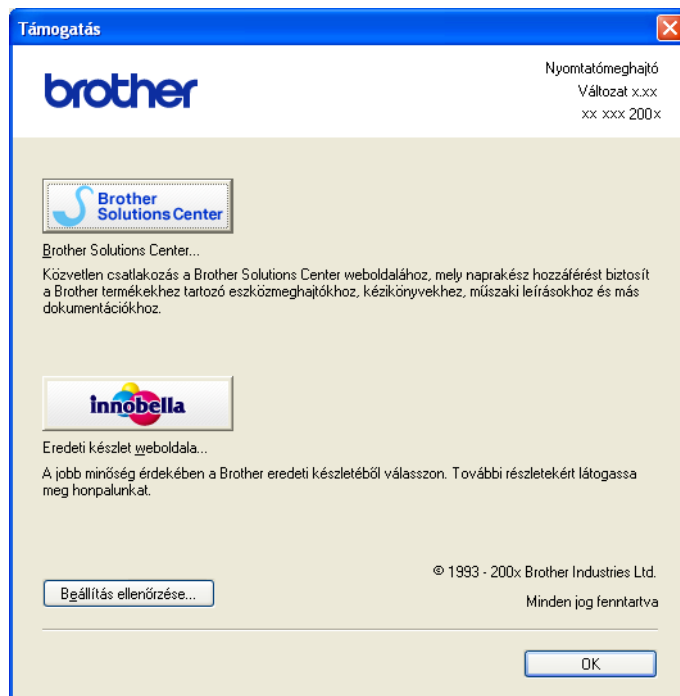 Támogatás
brother
Nyomtatómeghajtó
Változat x.xx
xx xxx 200x
Brother
Solutions Center
Brother Solutions Center...
Közvetlen csatlakozás a Brother Solutions Center weboldalához, mely naprakész hozzáférést biztosít
a Brother termékekhez tartozó eszközmeghajtókhoz, kézikönyvekhez, műszaki leírásokhoz és más
dokumentációkhoz.
innobella
Eredeti készlet weboldala...
A jobb minőség érdekében a Brother eredeti készletéből válasszon. További részletekért látogassa
meg honpalunkat.
© 1993 - 200x Brother Industries Ltd.
Beállítás ellenőrzése...
Minden jog fenntartva
OK